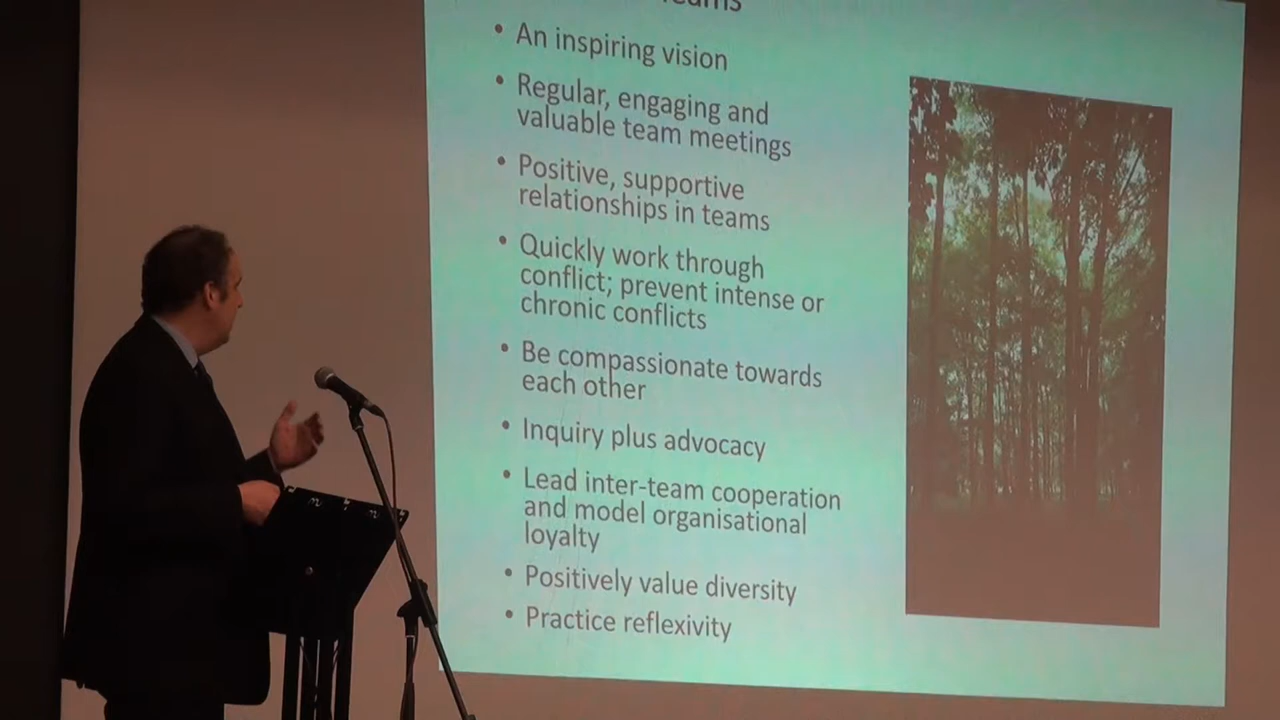 • An inspiring vision
• Regular, engaging and
valuable team meetings
• Positive, supportive
relationships in teams
• Quickly work through
conflict; prevent intense or
chronic conflicts
• Be compassionate towards
each other
• Inquiry plus advocacy
• Lead inter-team cooperation
and model organisational
loyalty
• Positively value diversity
• Practice reflexivity